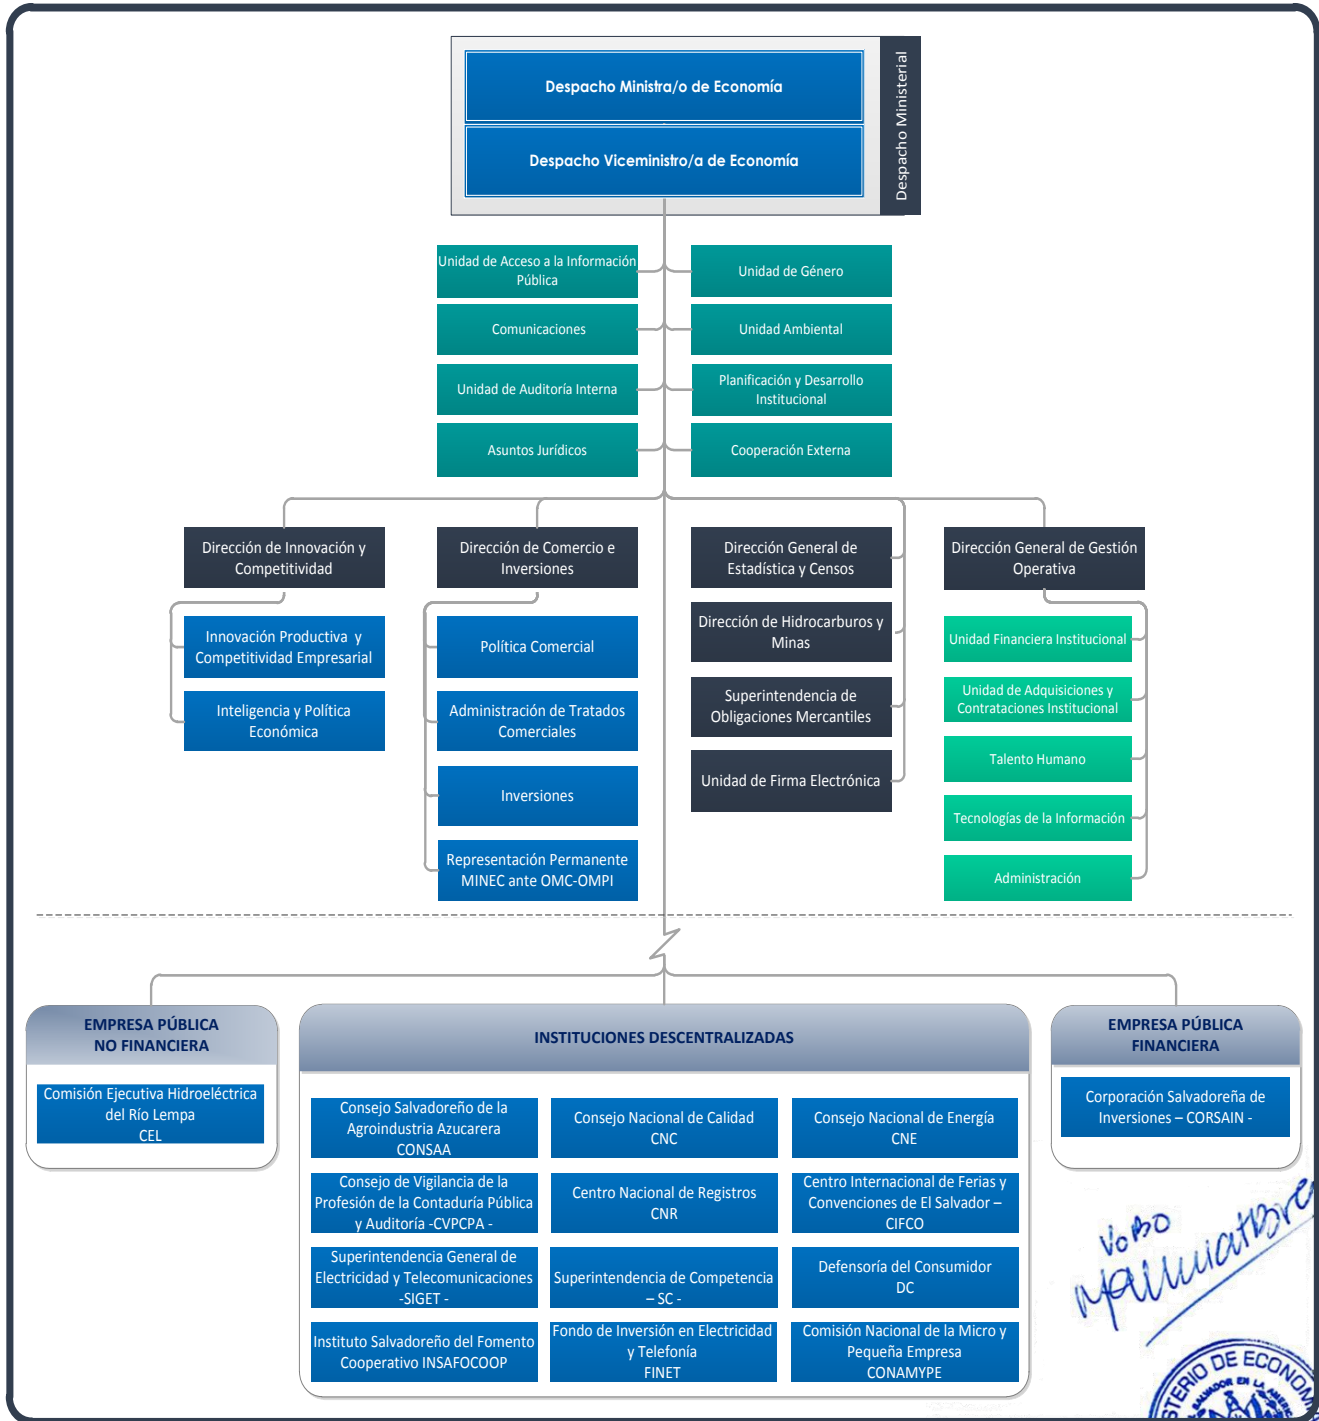 Despacho Ministra/o de Economía
Despacho Viceministro/a de Economía
Despacho Ministerial
Unidad de Acceso a la Información
Pública
Unidad de Género
Comunicaciones
Unidad Ambiental
Unidad de Auditoría Interna
Planificación y Desarrollo
Institucional
Asuntos Jurídicos
Cooperación Externa
Dirección de Innovación y
Competitividad
Innovación Productiva y
Competitividad Empresarial
Inteligencia y Política
Económica
Dirección de Comercio e
Inversiones
Política Comercial
Administración de Tratados
Comerciales
Inversiones
Representación Permanente
MINEC ante OMC-OMPI
Dirección General de
Estadística y Censos
Dirección de Hidrocarburos y
Minas
Superintendencia de
Obligaciones Mercantiles
Unidad de Firma Electrónica
Dirección General de Gestión
Operativa
Unidad Financiera Institucional
Unidad de Adquisiciones y
Contrataciones Institucional
Talento Humano
Tecnologías de la Información
Administración
EMPRESA PÚBLICA
NO FINANCIERA
Comisión Ejecutiva Hidroeléctrica
del Río Lempa
CEL
INSTITUCIONES DESCENTRALIZADAS
Consejo Salvadoreño de la
Agroindustria Azucarera
CONSAA
Consejo Nacional de Calidad
CNC
Consejo Nacional de Energía
CNE
Consejo de Vigilancia de la
Profesión de la Contaduría Pública
y Auditoría -CVPCPA -
Centro Nacional de Registros
CNR
Centro Internacional de Ferias y
Convenciones de El Salvador –
CIFCO
Superintendencia General de
Electricidad y Telecomunicaciones
-SIGET -
Superintendencia de Competencia
– SC -
Defensoría del Consumidor
DC
Instituto Salvadoreño del Fomento
Cooperativo INSAFOCOOP
Fondo de Inversión en Electricidad
y Telefonía
FINET
Comisión Nacional de la Micro y
Pequeña Empresa
CONAMYPE
EMPRESA PÚBLICA
FINANCIERA
Corporación Salvadoreña de
Inversiones – CORSAIN -
VoBo
DE ECONOM